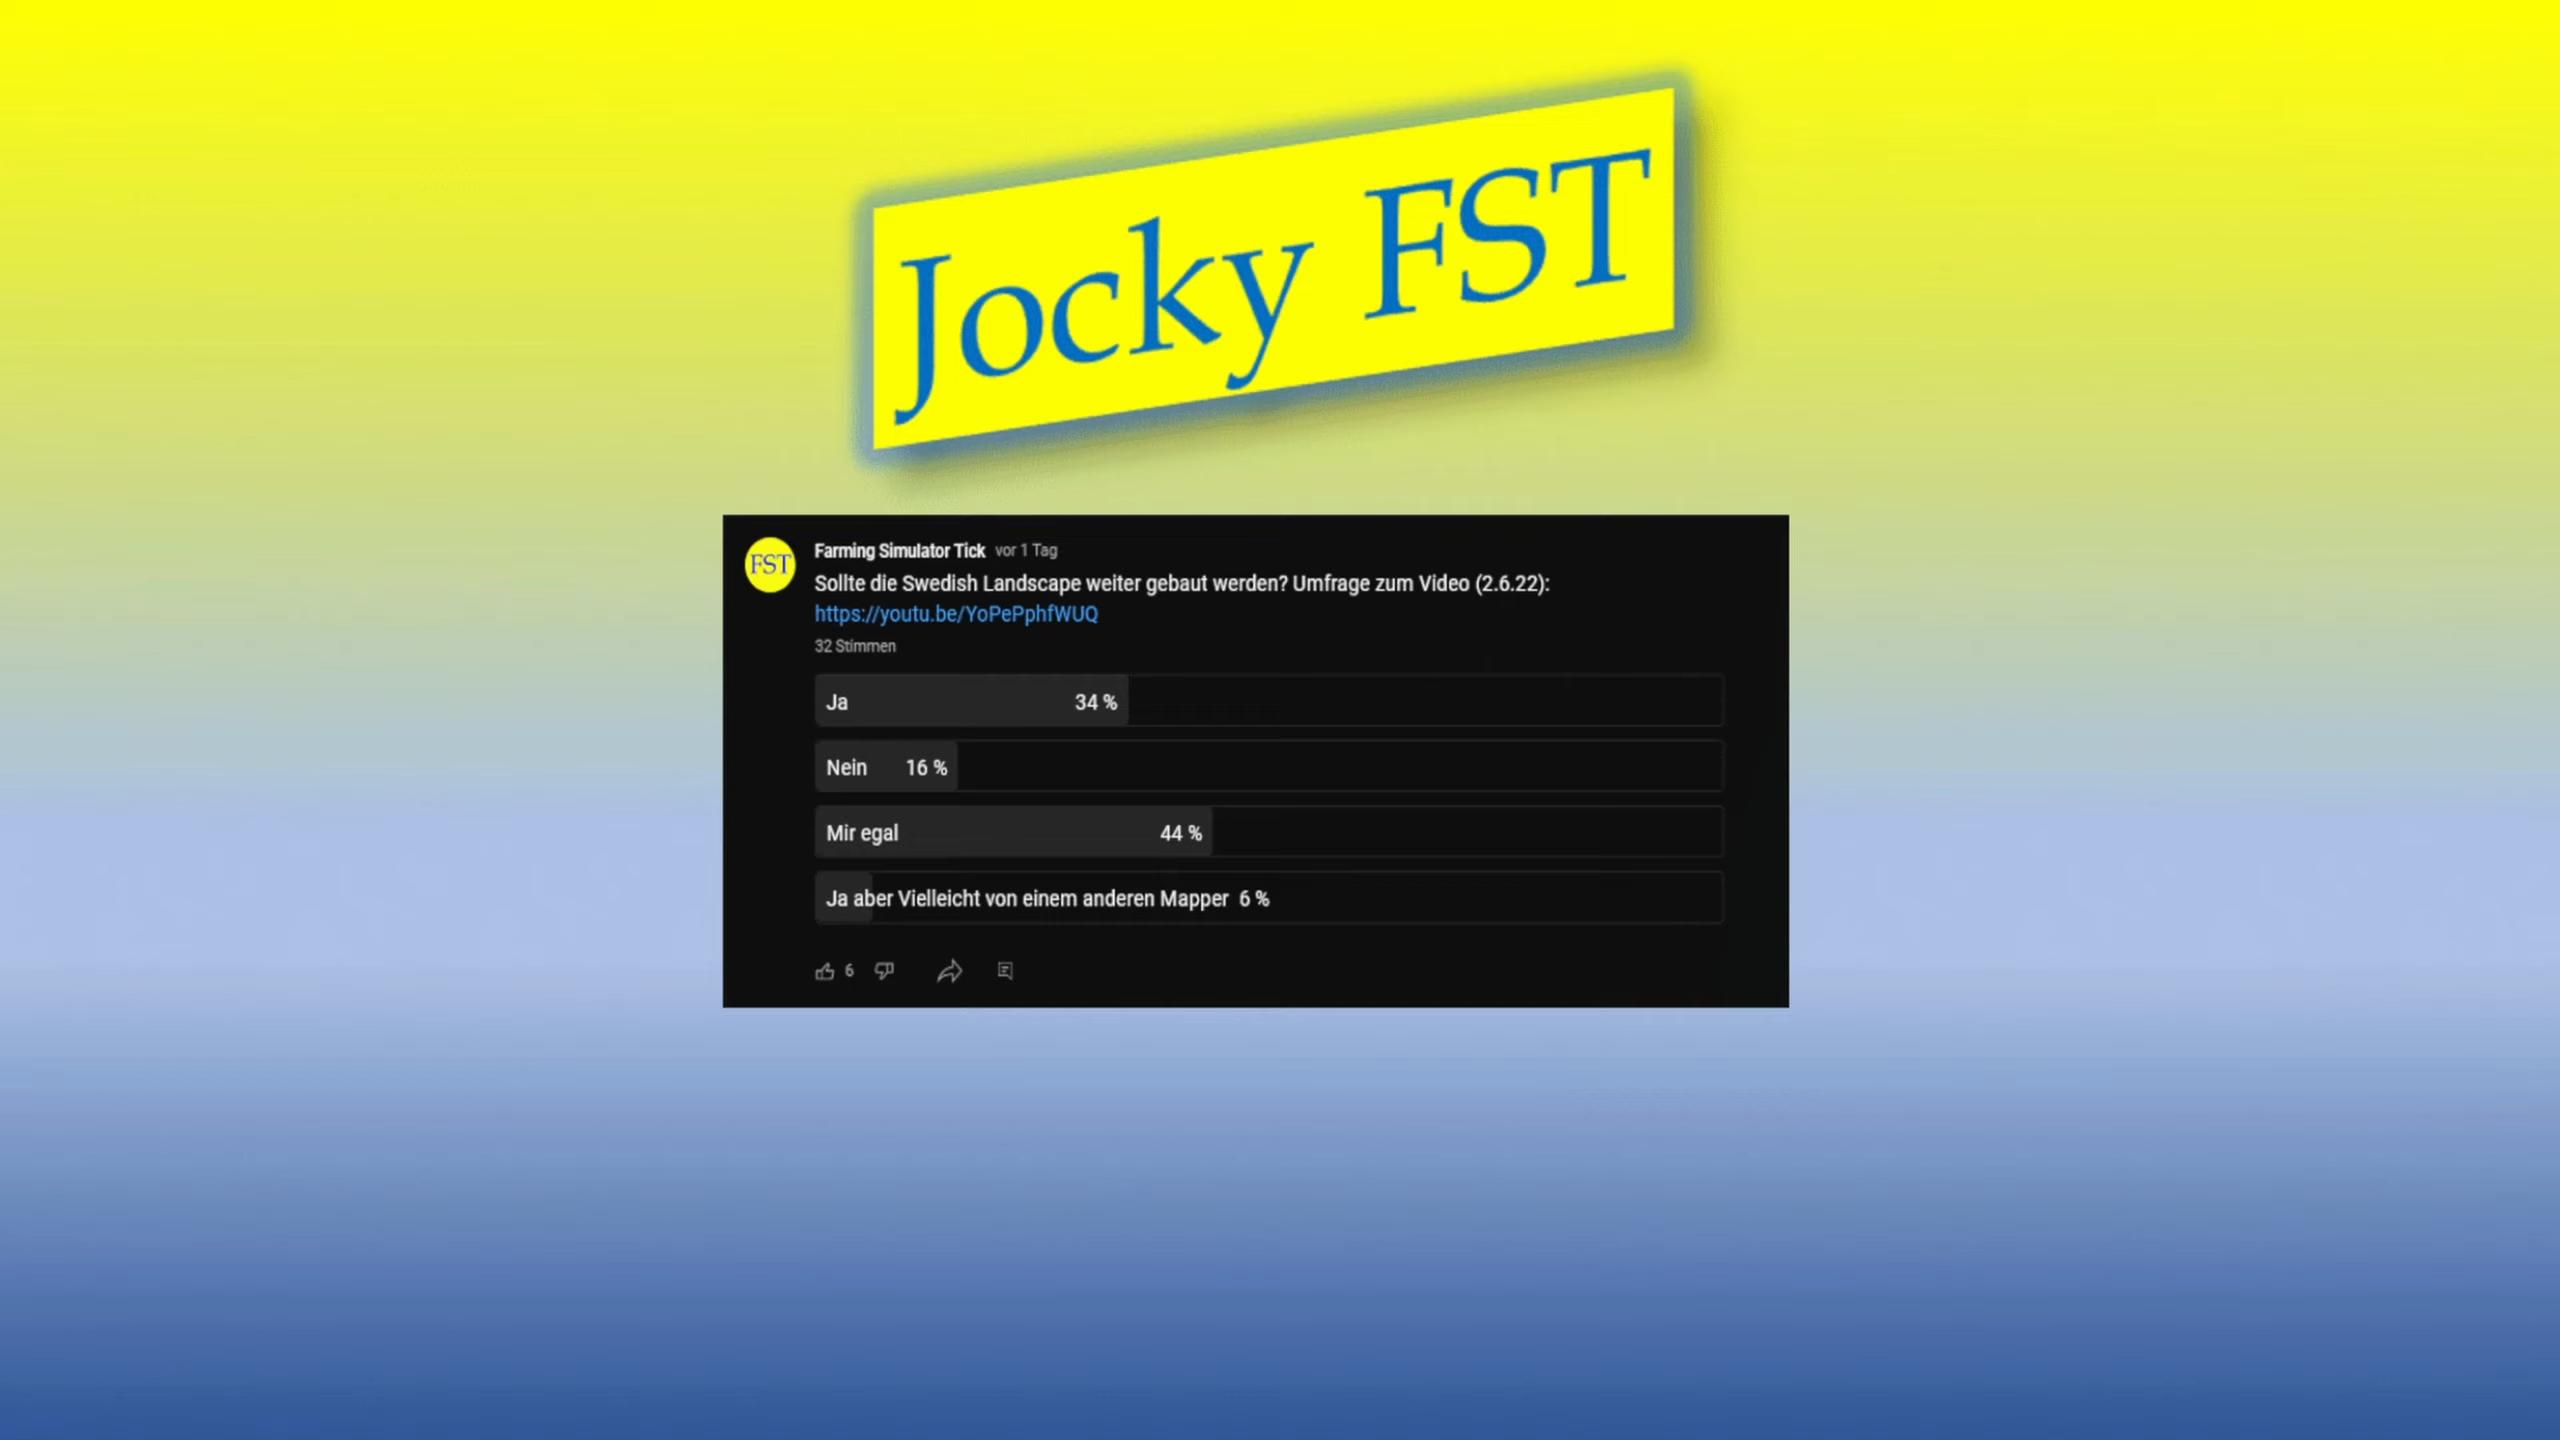 Jocky FST
FST
Farming Simulator Tick vor 1 Tag
Sollte die Swedish Landscape weiter gebaut werden? Umfrage zum Video (2.6.22):
https://youtu.be/YoPePphfWUQ
32 Stimmen
Ja 34 %
Nein 16 %
Mir egal 44 %
Ja aber Vielleicht von einem anderen Mapper 6 %
6